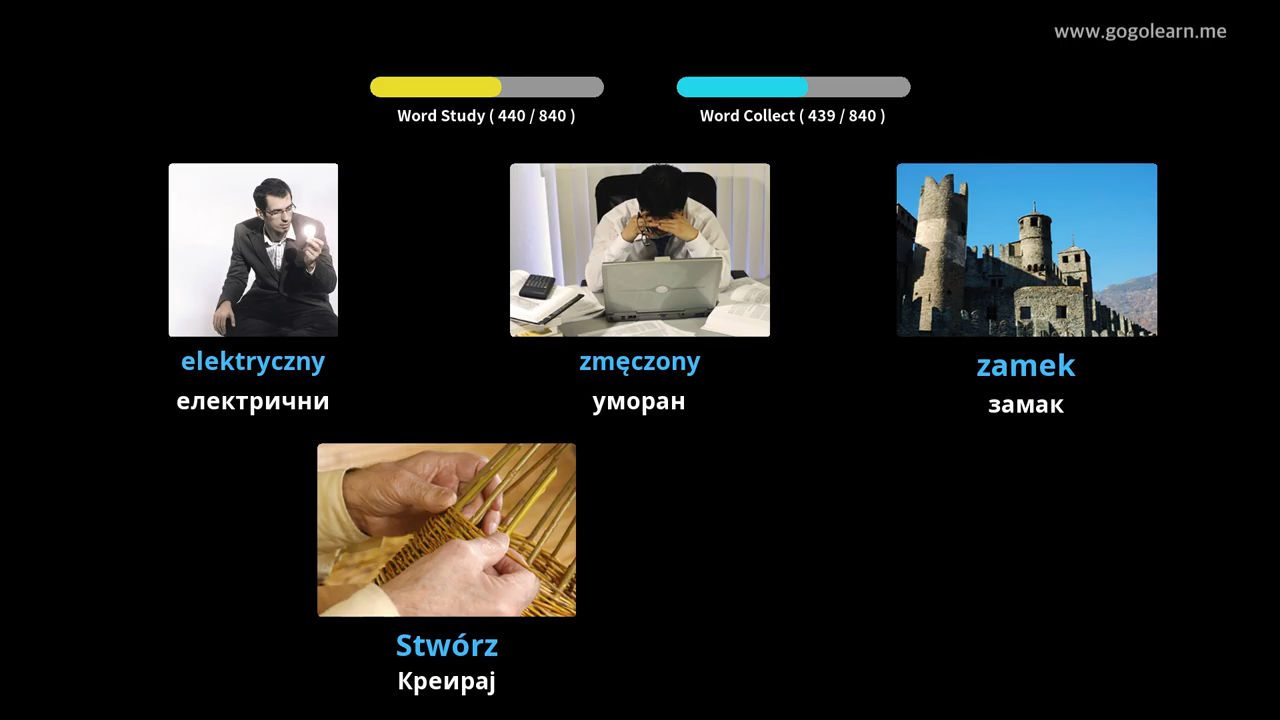 www.gogolearn.me
Word Study ( 440 / 840 )
Word Collect ( 439 / 840 )
elektryczny
електрични
zmęczony
уморан
zamek
замак
Stwórz
Креирај